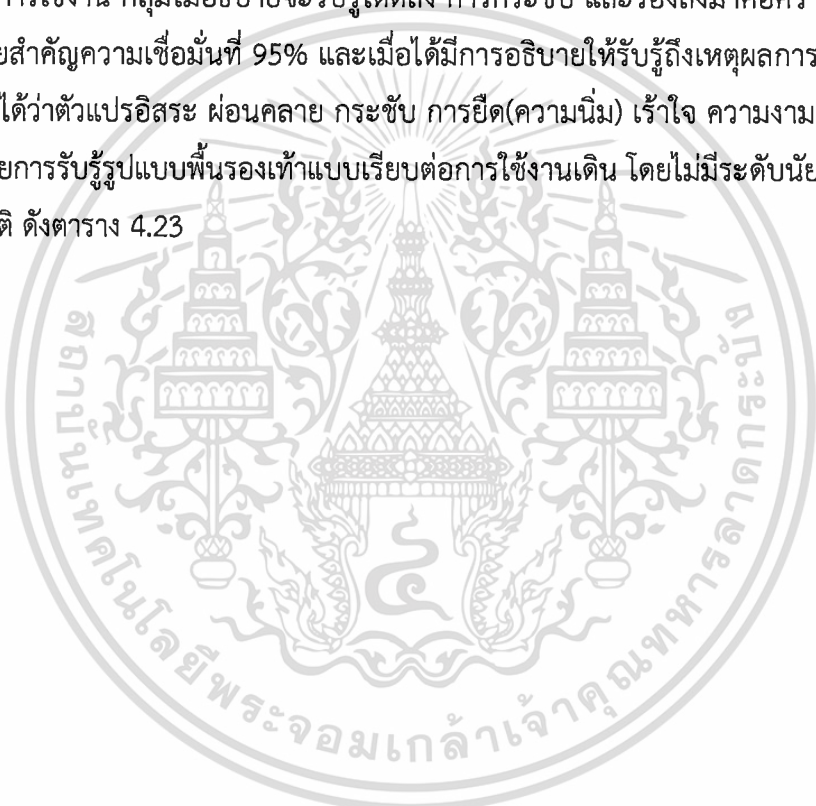 ยสำคัญความเชื่อมั่นที่ 95% และเมื่อได้มีการอธิบายให้รับรู้ถึงเหตุผลการ
ได้ว่าตัวแปรอิสระ ผ่อนคลาย กระชับ การยืด(ความนิ่ม) เร้าใจ ความงาม
ยการรับรู้รูปแบบพื้นรองเท้าแบบเรียบต่อการใช้งานเดิน โดยไม่มีระดับนัย
ติ ดังตาราง 4.23
สถาบันเทคโนโลยีพระจอมเกล้าเจ้าคุณทหารลาดกระบัง